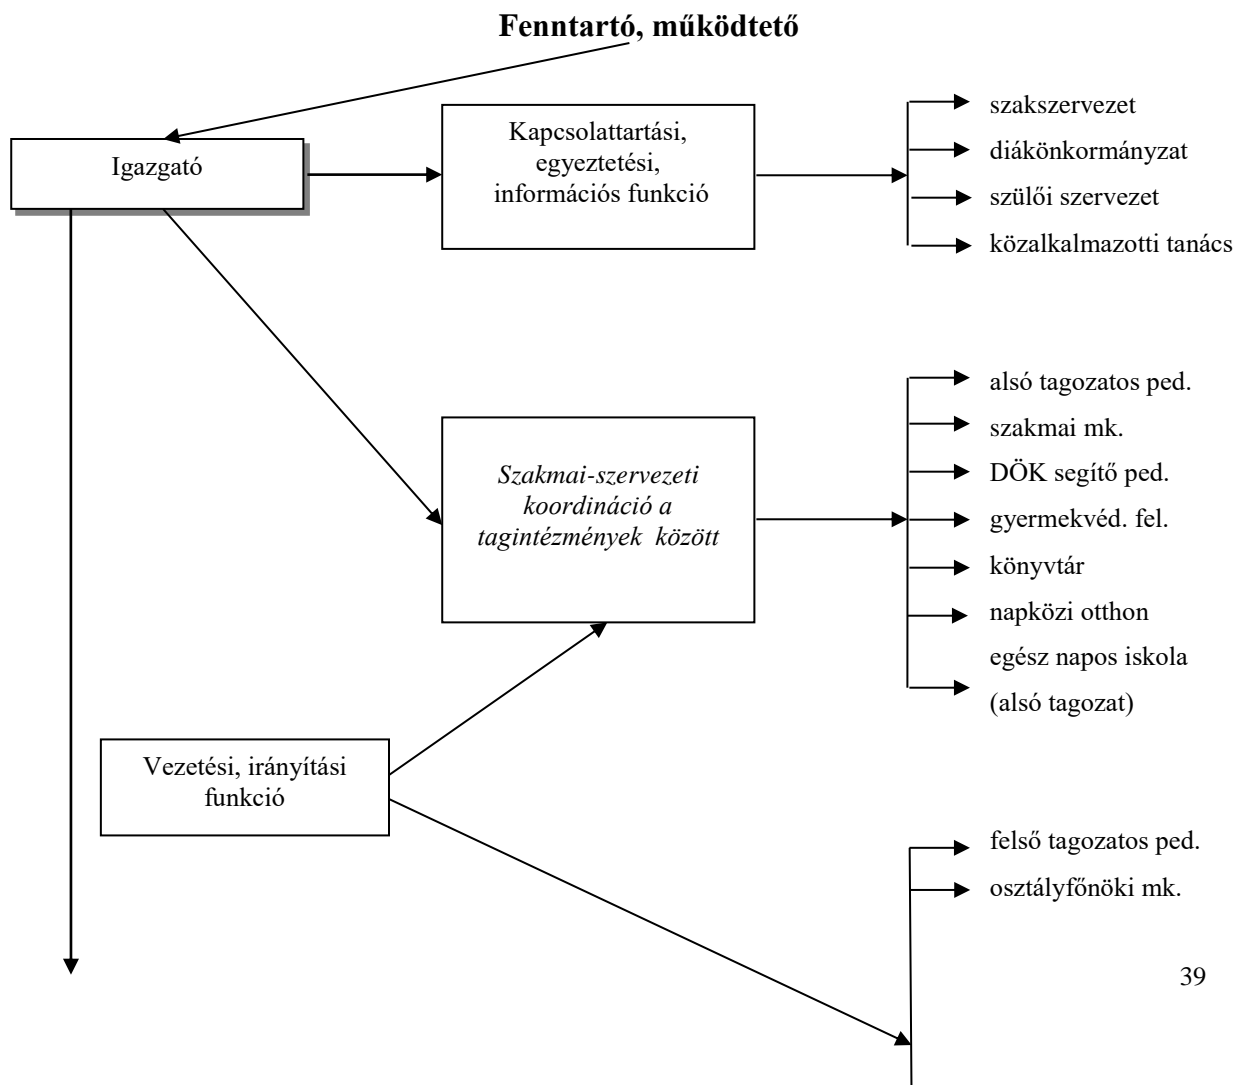 Fenntartó, működtető
Igazgató
Kapcsolattartási,
egyeztetési,
információs funkció
szakszervezet
diákönkormányzat
szülői szervezet
közalkalmazotti tanács
Szakmai-szervezeti
koordináció a
tagintézmények között
alsó tagozatos ped.
szakmai mk.
DÖK segítő ped.
gyermekvéd. fel.
könyvtár
napközi otthon
egész napos iskola
(alsó tagozat)
Vezetési, irányítási
funkció
felső tagozatos ped.
osztályfőnöki mk.
39